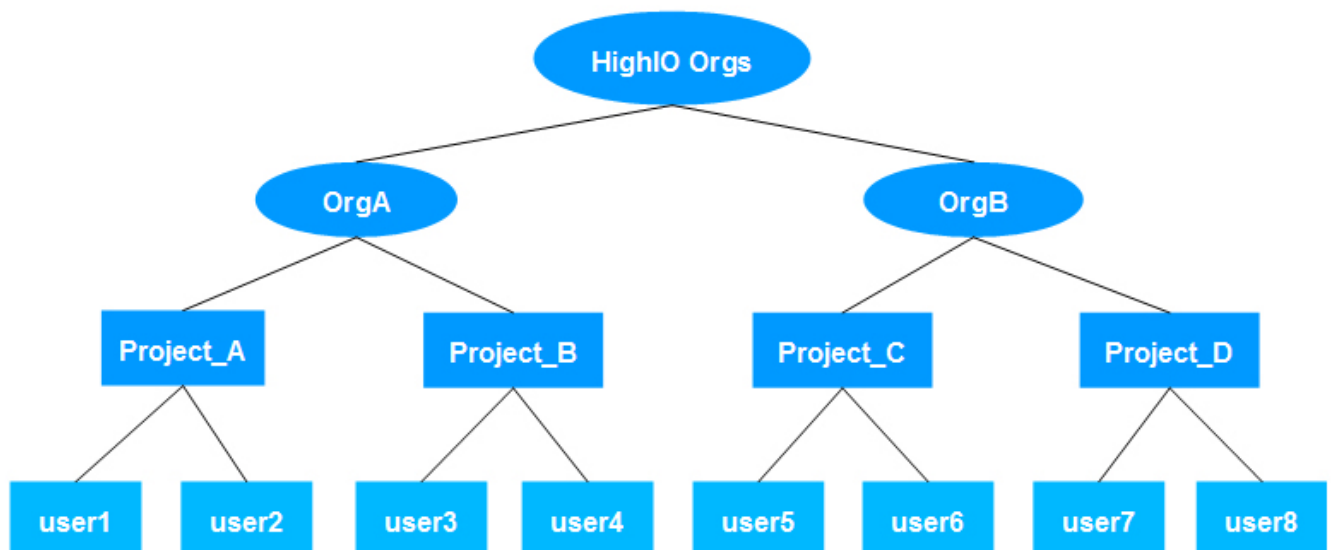 HighIO Orgs
OrgA
OrgB
Project_A
Project_B
Project_C
Project_D
user1
user2
user3
user4
user5
user6
user7
user8